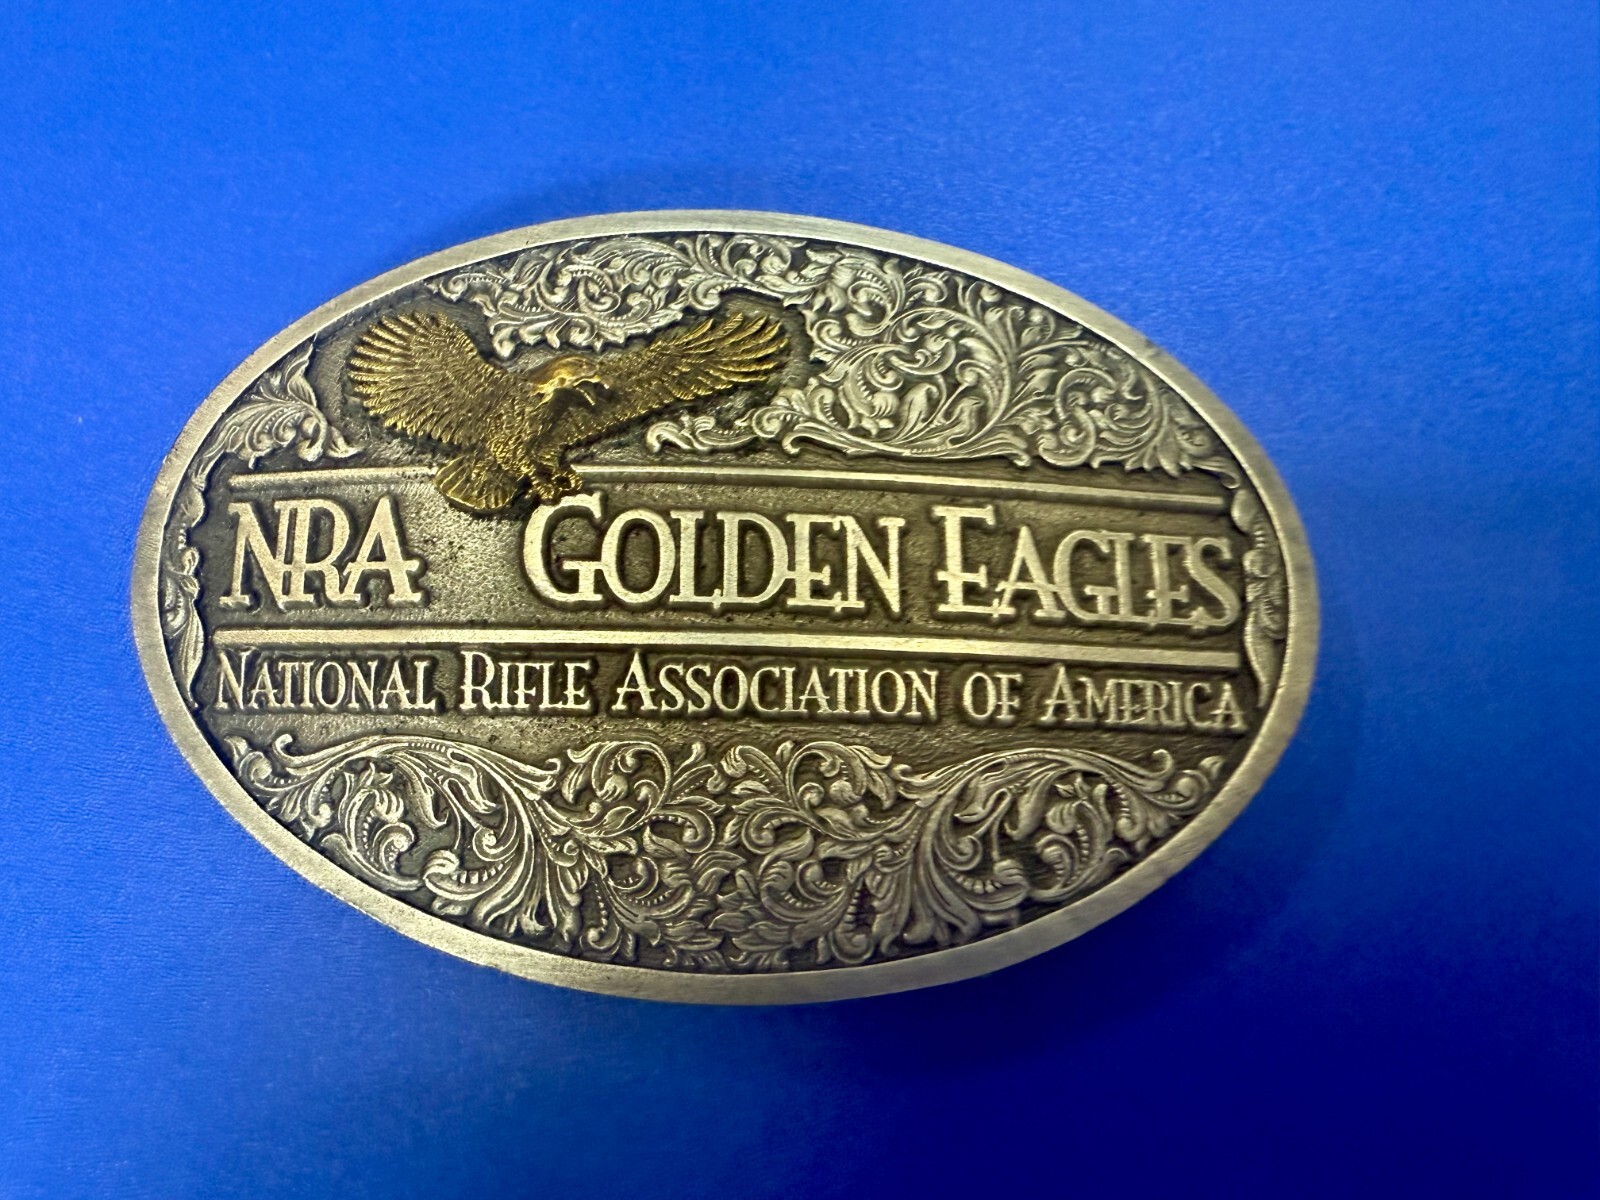 NRA GOLDEN EAGLES
NATIONAL RIFLE ASSOCIATION OF AMERICA